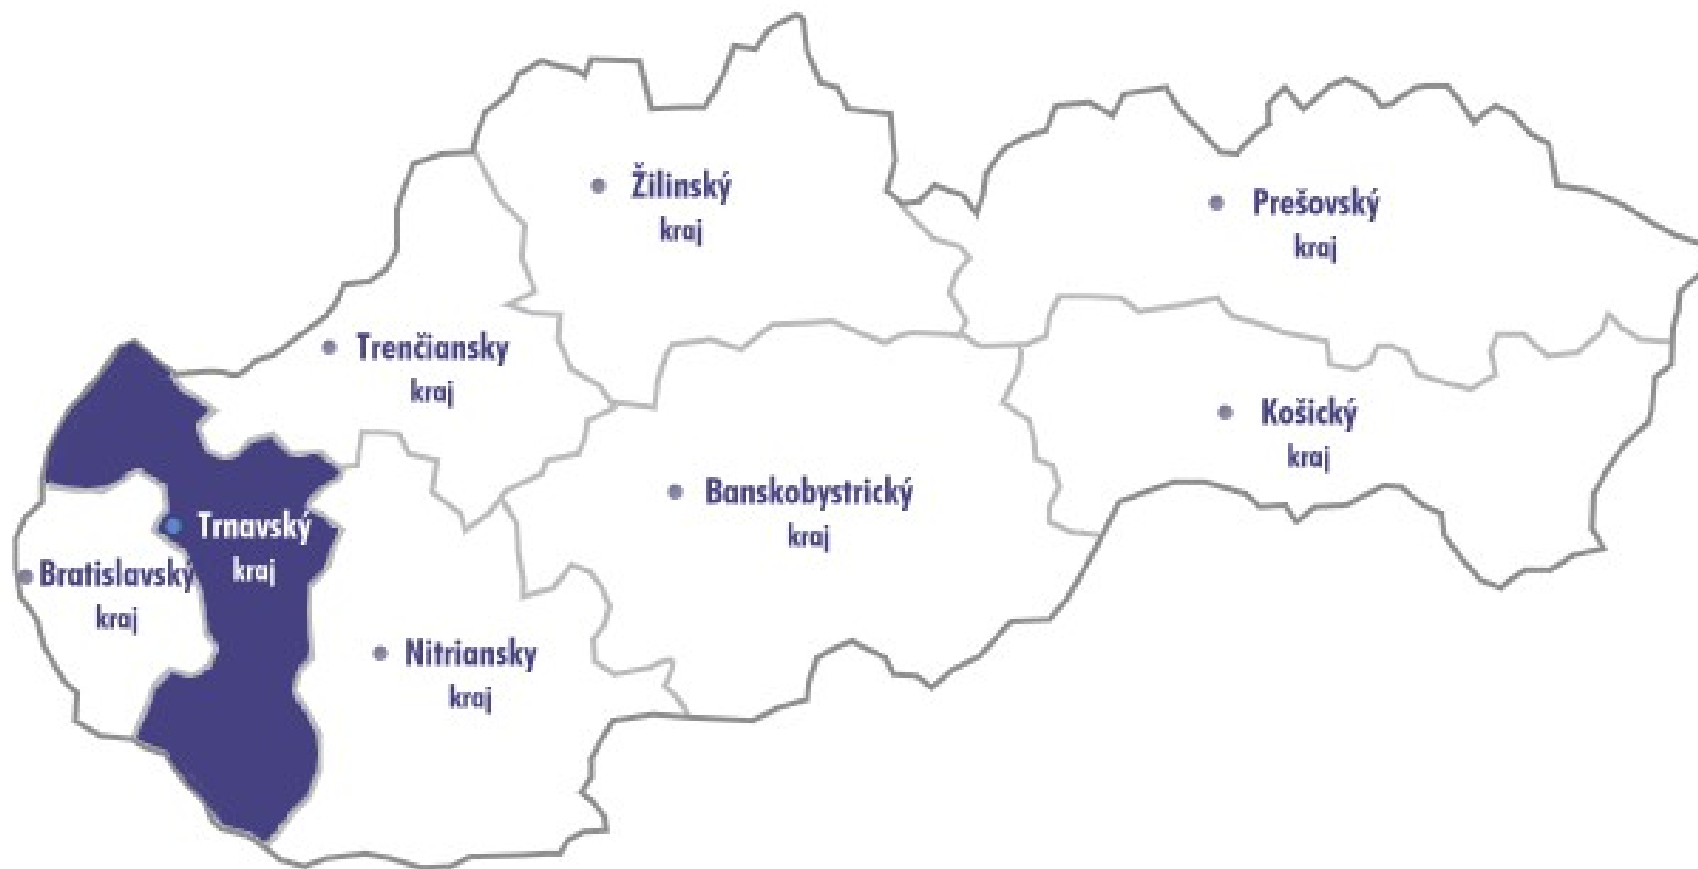 Žilinský
kraj
Prešovský
kraj
Trenčiansky
kraj
Košický
kraj
Banskobystrický
kraj
Trnavský
kraj
Bratislavský
kraj
Nitriansky
kraj